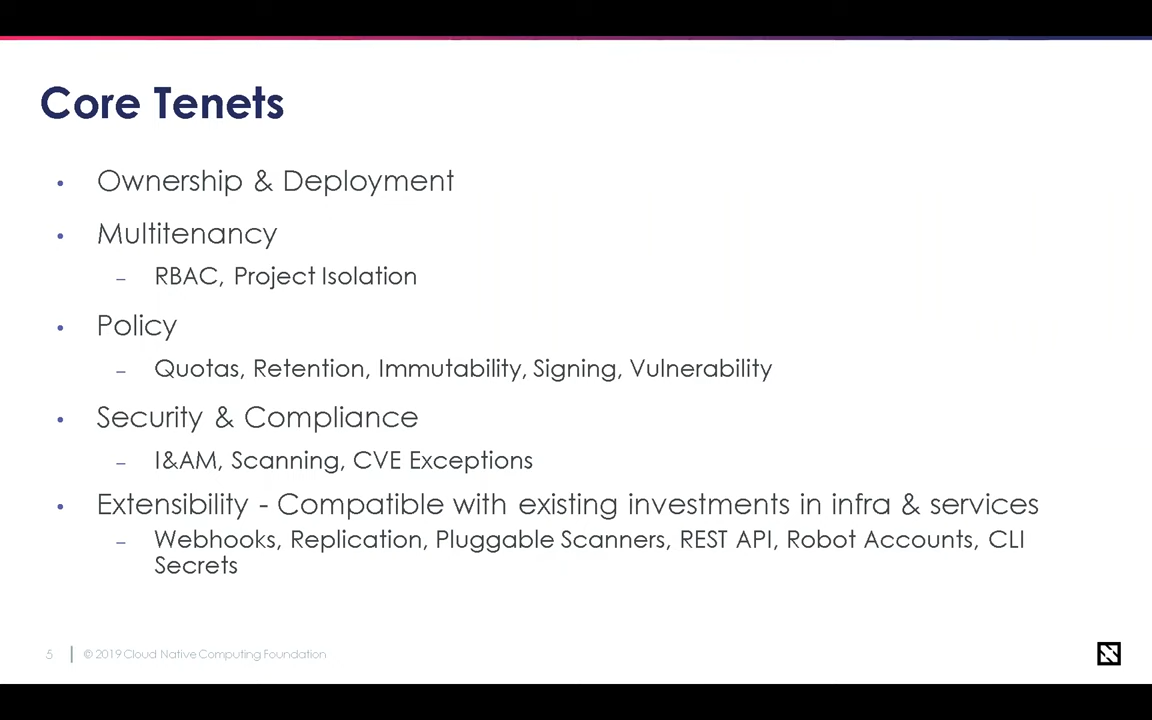 Core Tenets
• Ownership & Deployment
• Multitenancy
– RBAC, Project Isolation
• Policy
– Quotas, Retention, Immutability, Signing, Vulnerability
• Security & Compliance
– I&AM, Scanning, CVE Exceptions
• Extensibility - Compatible with existing investments in infra & services
– Webhooks, Replication, Pluggable Scanners, REST API, Robot Accounts, CLI
Secrets
5 © 2019 Cloud Native Computing Foundation